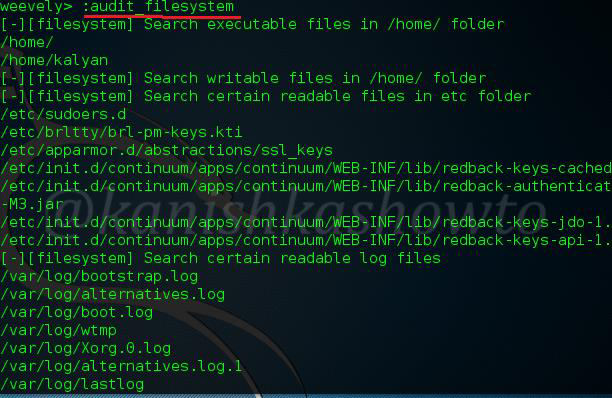 weevely> :audit_filesystem
[-][filesystem] Search executable files in /home/ folder
/home/
/home/kalyan
[-][filesystem] Search writable files in /home/ folder
[-][filesystem] Search certain readable files in etc folder
/etc/sudoers.d
/etc/brltty/brl-pm-keys.kti
/etc/apparmor.d/abstractions/ssl_keys
/etc/init.d/continuum/apps/continuum/WEB-INF/lib/redback-keys-cached
/etc/init.d/continuum/apps/continuum/WEB-INF/lib/redback-authenticat
-M3.jar
@kanishkashowto
/etc/init.d/continuum/apps/continuum/WEB-INF/lib/redback-keys-jdo-1.
/etc/init.d/continuum/apps/continuum/WEB-INF/lib/redback-keys-api-1.
[-][filesystem] Search certain readable log files
/var/log/bootstrap.log
/var/log/alternatives.log
/var/log/boot.log
/var/log/wtmp
/var/log/Xorg.0.log
/var/log/alternatives.log.1
/var/log/lastlog